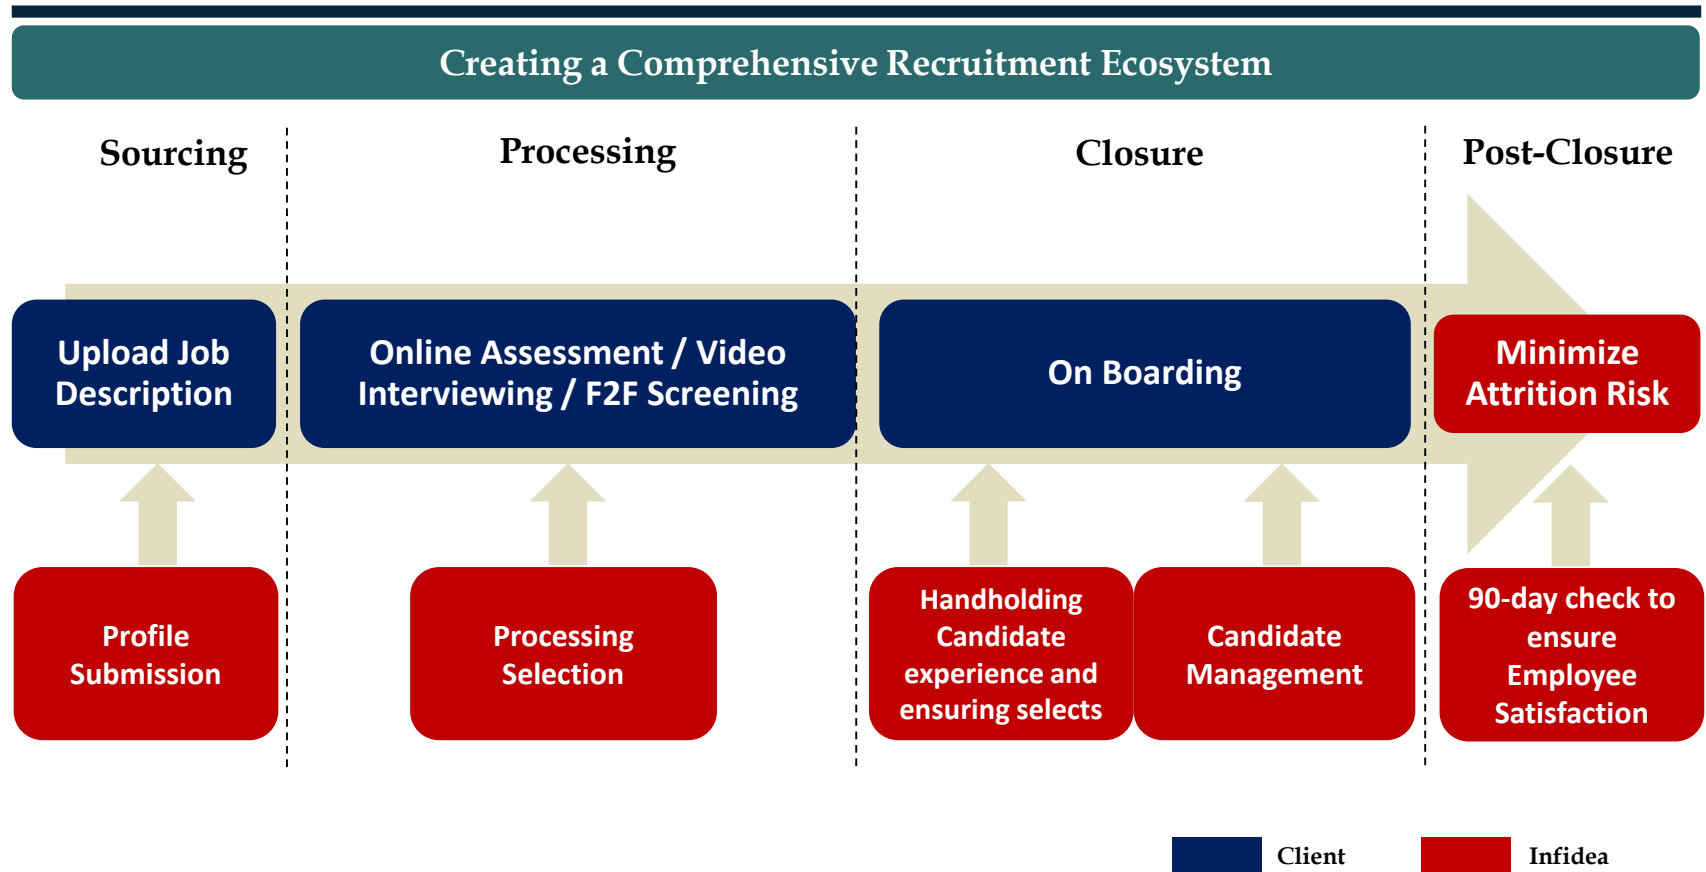 Creating a Comprehensive Recruitment Ecosystem
Sourcing
Processing
Closure
Post-Closure
Upload Job
Description
Online Assessment / Video
Interviewing / F2F Screening
On Boarding
Minimize
Attrition Risk
Profile
Submission
Processing
Selection
Handholding
Candidate
experience and
ensuring selects
Candidate
Management
90-day check to
ensure
Employee
Satisfaction
Client
Infidea